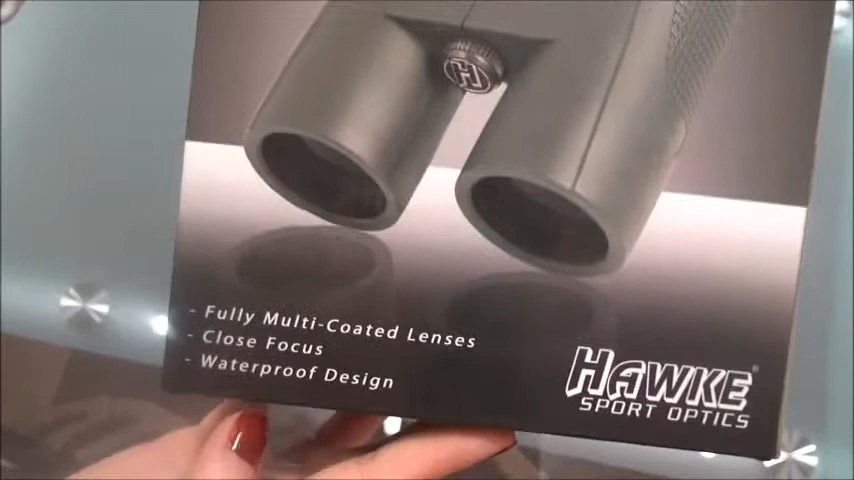 H
- Fully Multi-Coated Lenses
- Close Focus
- Waterproof Design
HAWKE®
SPORT OPTICS